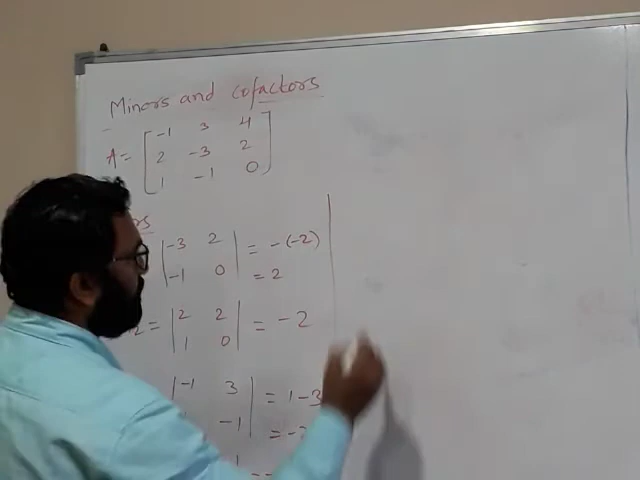 Minors and cofactors
A = [ -1 3 4
2 -3 2
1 -1 0 ]
| -3 2
-1 0 | = -(-2)
= 2
2 = | 2 2
1 0 | = -2
| -1 3
-1 | = 1-3